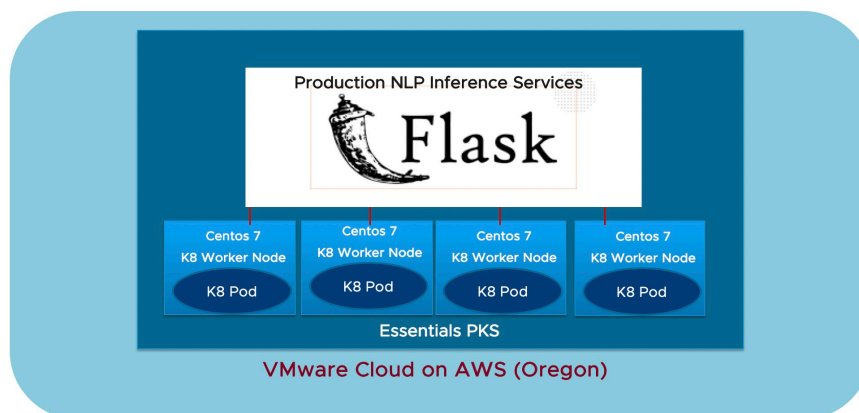 Production NLP Inference Services
Flask
Centos 7
K8 Worker Node
K8 Pod
Centos 7
K8 Worker Node
K8 Pod
Centos 7
K8 Worker Node
K8 Pod
Centos 7
K8 Worker Node
K8 Pod
Essentials PKS
VMware Cloud on AWS (Oregon)